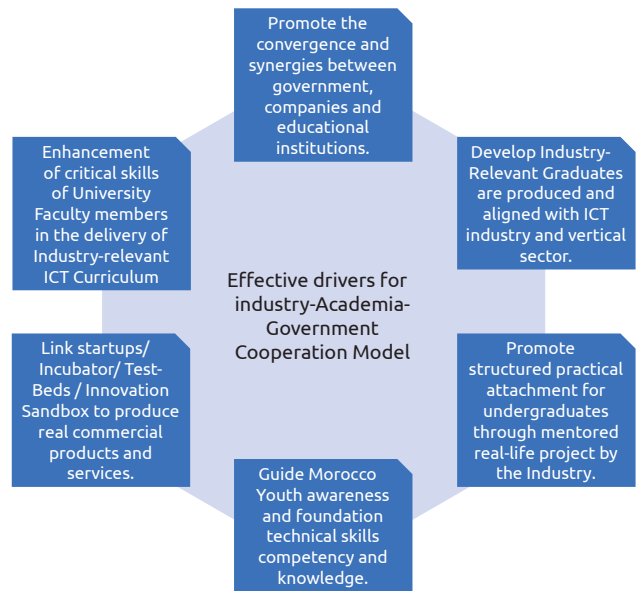 Promote the
convergence and
synergies between
government,
companies and
educational
institutions.
Enhancement
of critical skills
of University
Faculty members
in the delivery of
Industry-relevant
ICT Curriculum
Develop Industry-
Relevant Graduates
are produced and
aligned with ICT
industry and vertical
sector.
Effective drivers for
industry-Academia-
Government
Cooperation Model
Link startups/
Incubator/ Test-
Beds / Innovation
Sandbox to produce
real commercial
products and
services.
Promote
structured practical
attachment for
undergraduates
through mentored
real-life project by
the Industry.
Guide Morocco
Youth awareness
and foundation
technical skills
competency and
knowledge.